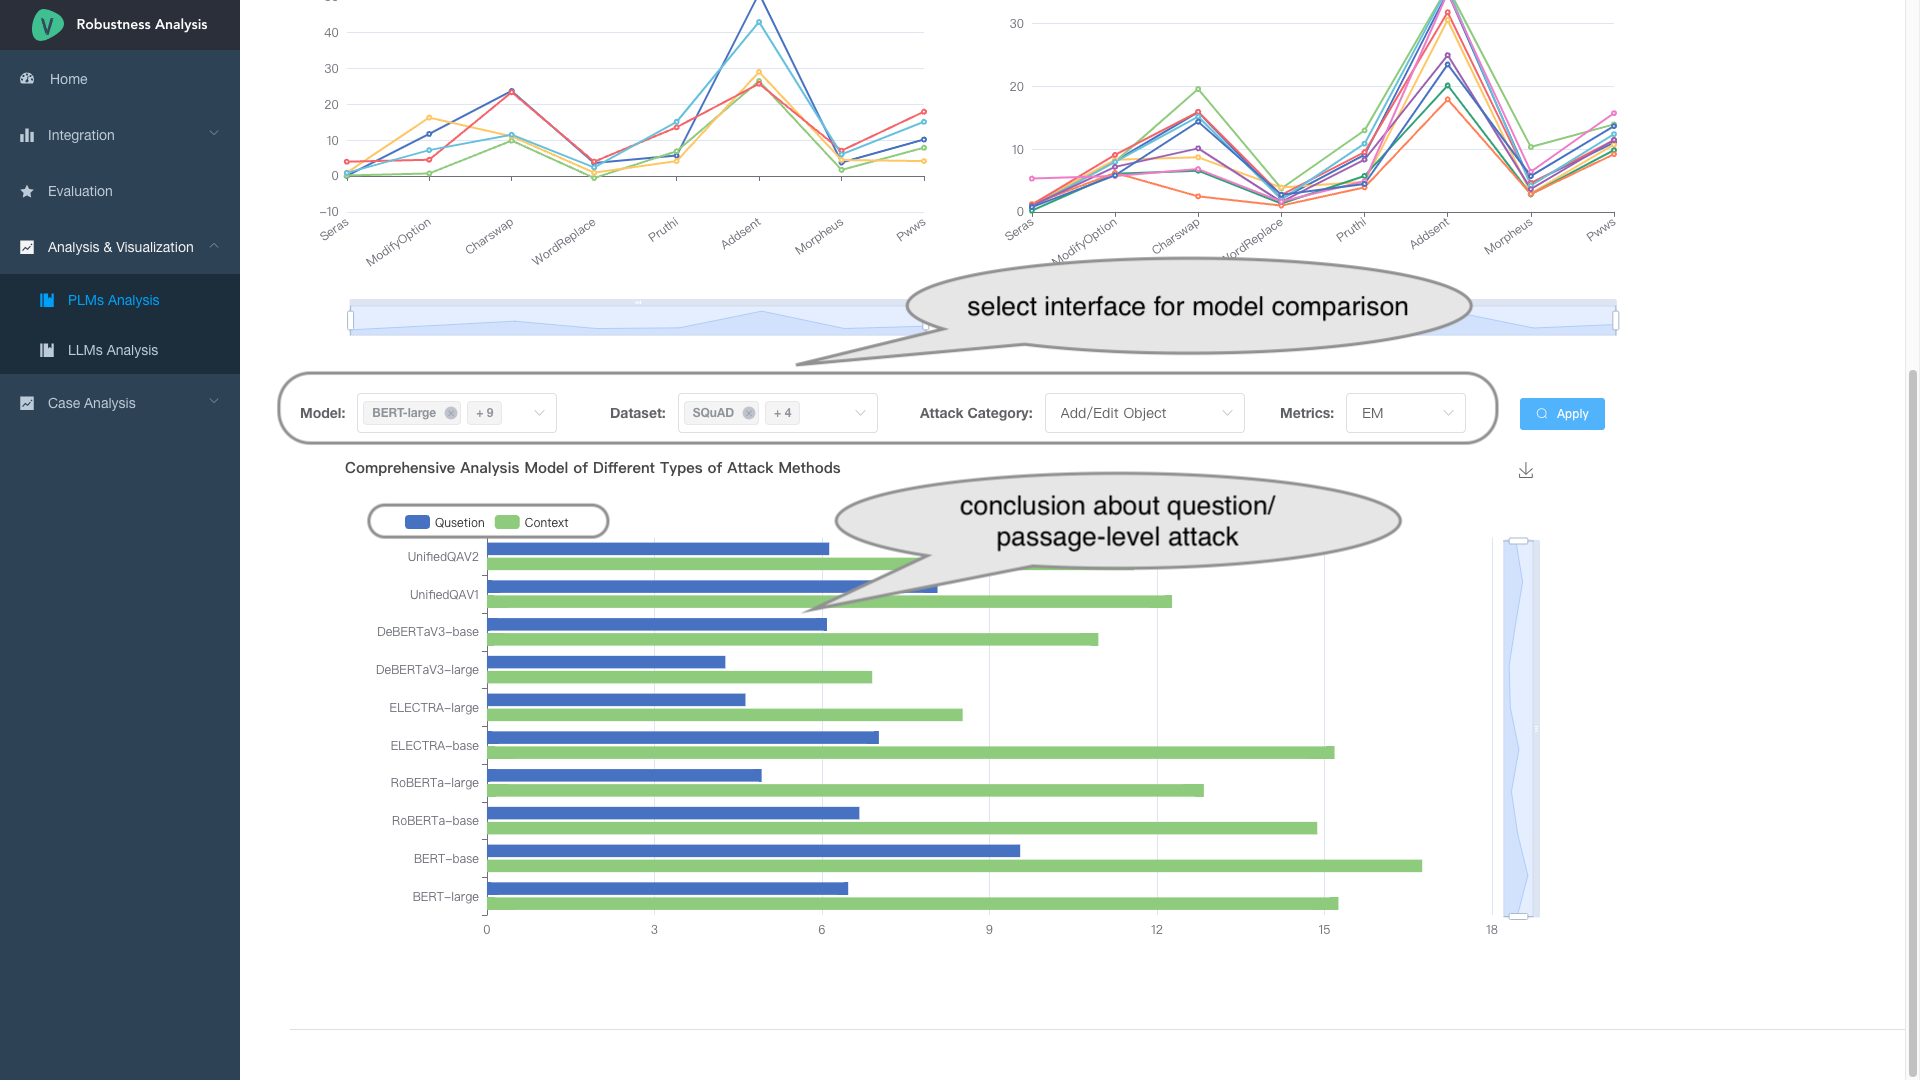 V Robustness Analysis
Home
Integration
Evaluation
Analysis & Visualization
PLMs Analysis
LLMs Analysis
Case Analysis
40
30
20
10
0
−10
Seras
ModifyOption
Charswap
WordReplace
Pruthi
Addsent
Morpheus
Pwws
30
20
10
0
Seras
ModifyOption
Charswap
Pruthi
Addsent
Morpheus
Pwws
select interface for model comparison
Model: BERT-large + 9 Dataset: SQuAD + 4 Attack Category: Add/Edit Object Metrics: EM Apply
Comprehensive Analysis Model of Different Types of Attack Methods
conclusion about question/
passage-level attack
Qusetion Context
UnifiedQAV2
UnifiedQAV1
DeBERTaV3−base
DeBERTaV3−large
ELECTRA−large
ELECTRA−base
RoBERTa−large
RoBERTa−base
BERT−base
BERT−large
0 3 6 9 12 15 18